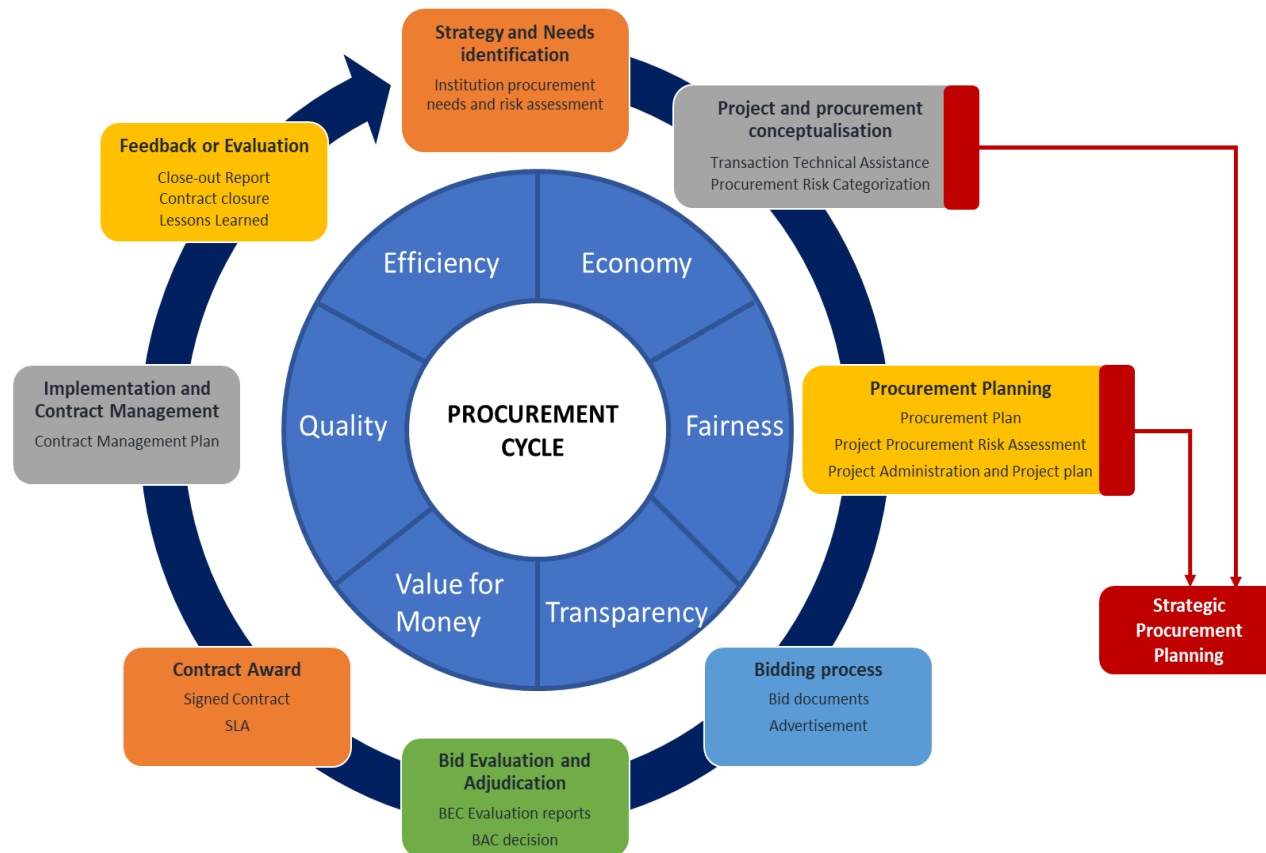 Strategy and Needs
identification
Institution procurement
needs and risk assessment
Project and procurement
conceptualisation
Transaction Technical Assistance
Procurement Risk Categorization
Procurement Planning
Procurement Plan
Project Procurement Risk Assessment
Project Administration and Project plan
Strategic
Procurement
Planning
Bidding process
Bid documents
Advertisement
Bid Evaluation and
Adjudication
BEC Evaluation reports
BAC decision
Contract Award
Signed Contract
SLA
Implementation and
Contract Management
Contract Management Plan
Feedback or Evaluation
Close-out Report
Contract closure
Lessons Learned
Efficiency
Economy
Fairness
Transparency
Value for
Money
Quality
PROCUREMENT
CYCLE